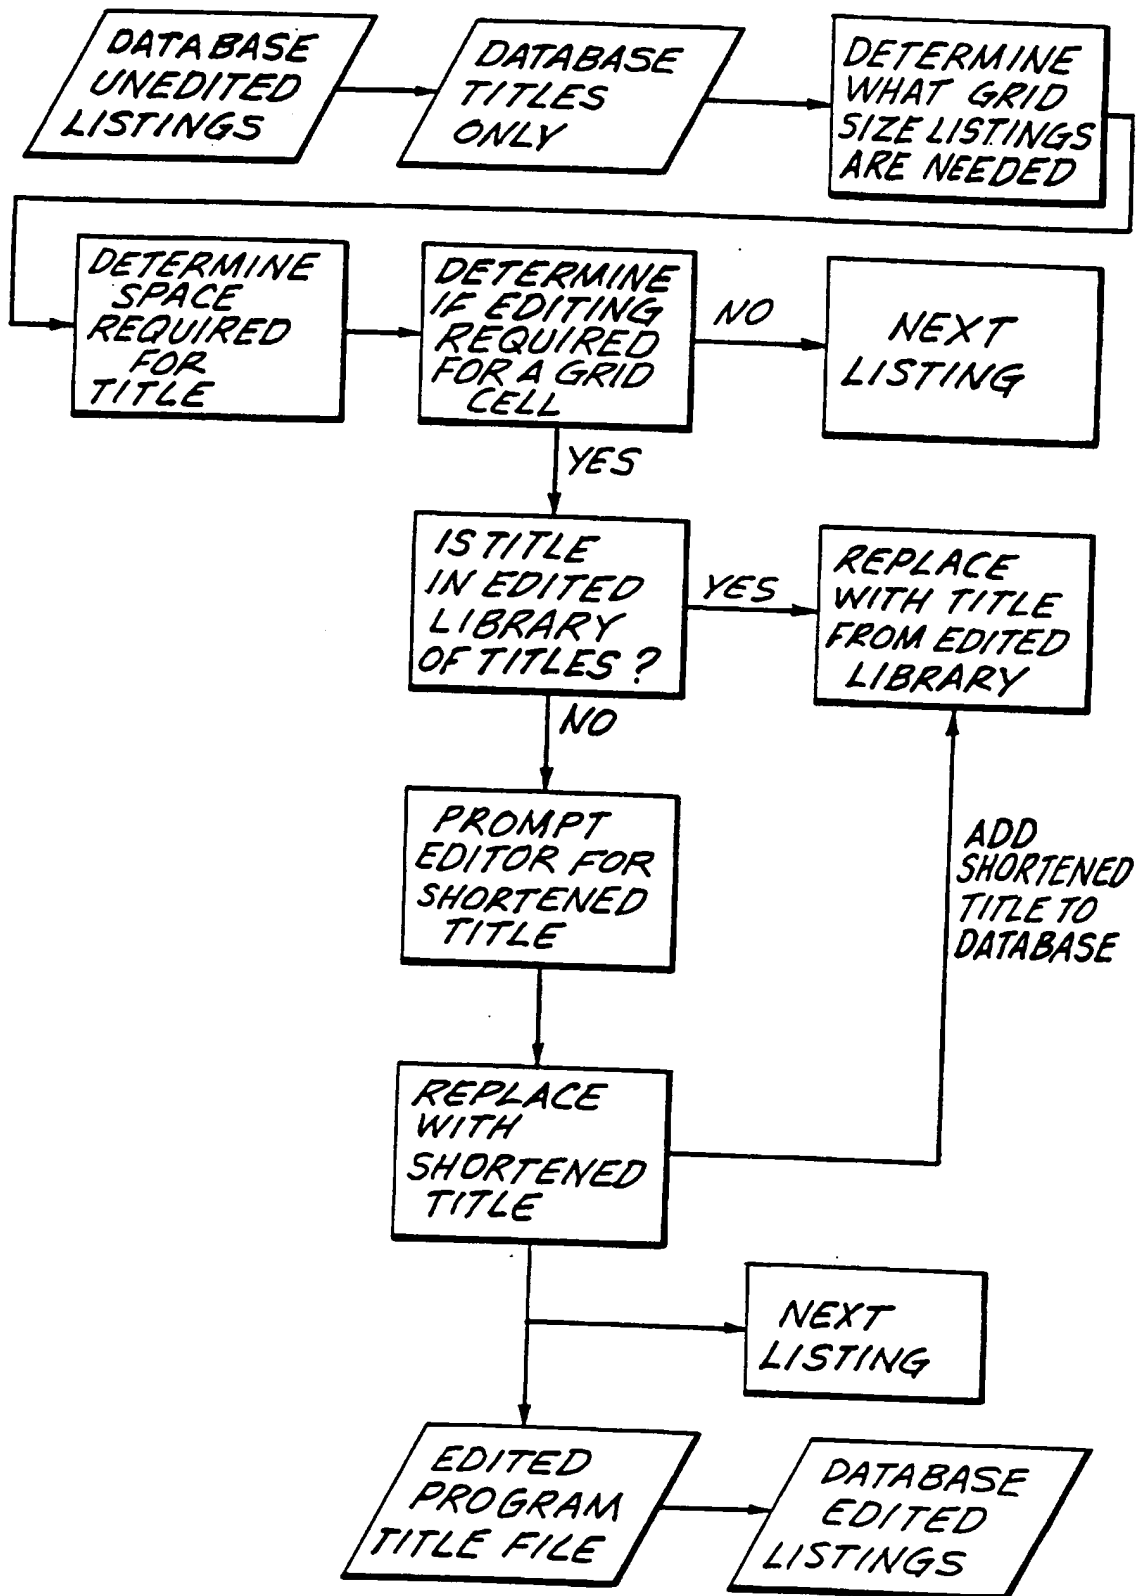 DATABASE
UNEDITED
LISTINGS
DATABASE
TITLES
ONLY
DETERMINE
WHAT GRID
SIZE LISTINGS
ARE NEEDED
DETERMINE
SPACE
REQUIRED
FOR
TITLE
DETERMINE
IF EDITING
REQUIRED
FOR A GRID
CELL
NO
NEXT
LISTING
YES
IS TITLE
IN EDITED
LIBRARY
OF TITLES ?
YES
REPLACE
WITH TITLE
FROM EDITED
LIBRARY
NO
PROMPT
EDITOR FOR
SHORTENED
TITLE
ADD
SHORTENED
TITLE TO
DATABASE
REPLACE
WITH
SHORTENED
TITLE
NEXT
LISTING
EDITED
PROGRAM
TITLE FILE
DATABASE
EDITED
LISTINGS